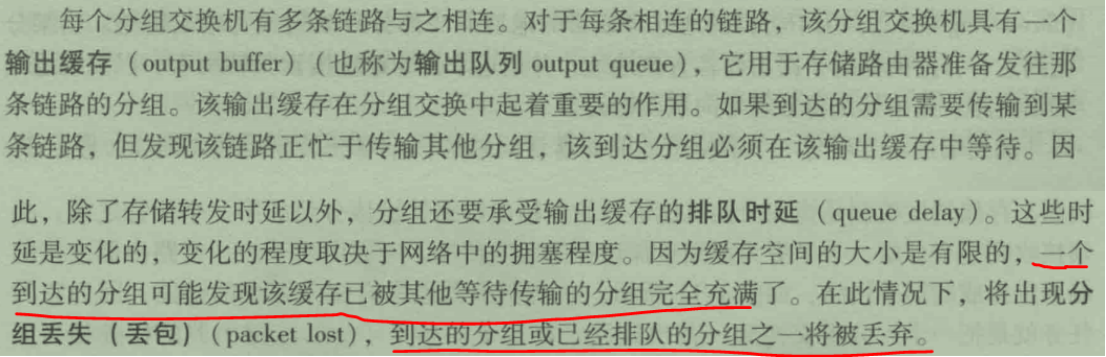 每个分组交换机有多条链路与之相连。对于每条相连的链路，该分组交换机具有一个
输出缓存（output buffer）（也称为输出队列 output queue），它用于存储路由器准备发往那
条链路的分组。该输出缓存在分组交换中起着重要的作用。如果到达的分组需要传输到某
条链路，但发现该链路正忙于传输其他分组，该到达分组必须在该输出缓存中等待。因
此，除了存储转发时延以外，分组还要承受输出缓存的排队时延（queue delay）。这些时
延是变化的，变化的程度取决于网络中的拥塞程度。因为缓存空间的大小是有限的，一个
到达的分组可能发现该缓存已被其他等待传输的分组完全充满了。在此情况下，将出现分
组丢失（丢包）（packet lost），到达的分组或已经排队的分组之一将被丢弃。